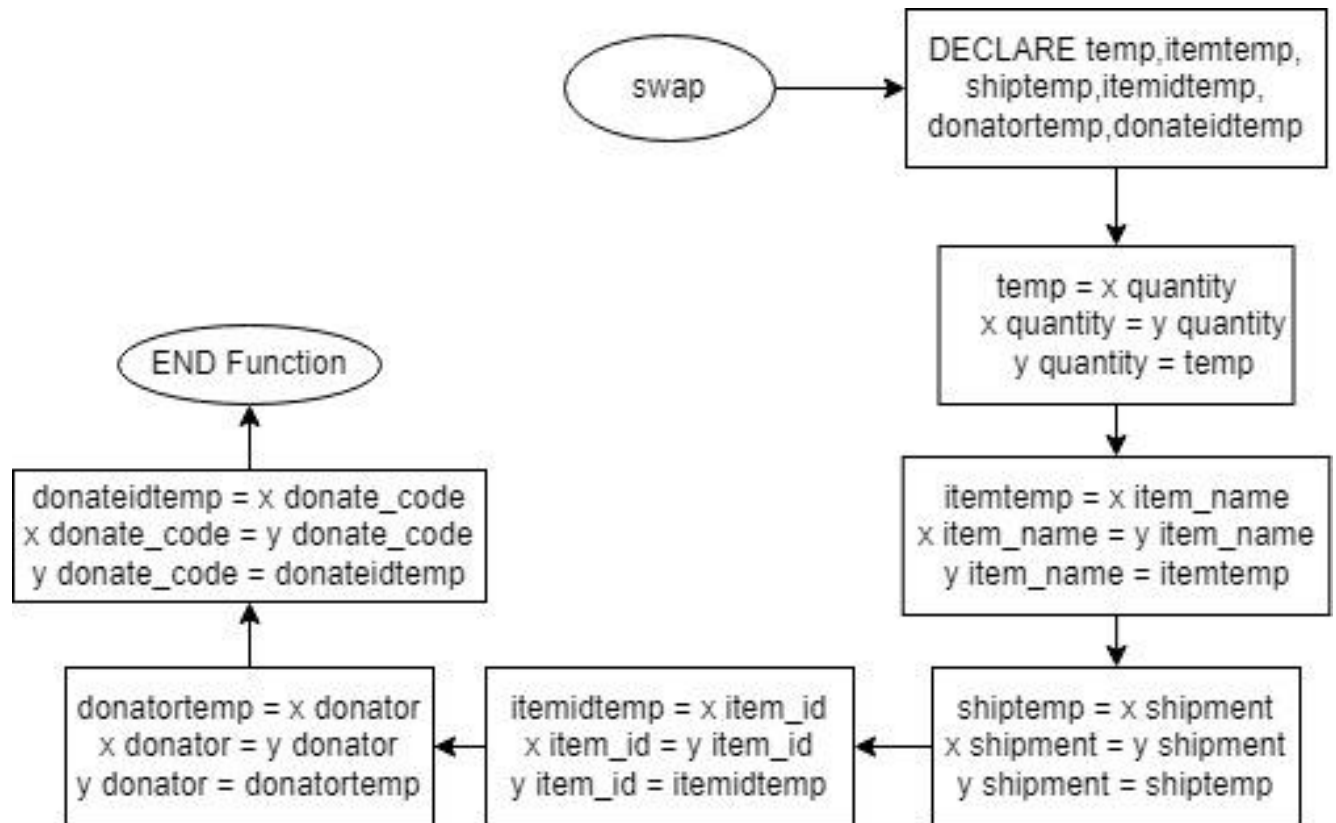 swap
DECLARE temp,itemtemp,
shiptemp,itemidtemp,
donatortemp,donateidtemp
temp = x quantity
x quantity = y quantity
y quantity = temp
itemtemp = x item_name
x item_name = y item_name
y item_name = itemtemp
shiptemp = x shipment
x shipment = y shipment
y shipment = shiptemp
itemidtemp = x item_id
x item_id = y item_id
y item_id = itemidtemp
donatortemp = x donator
x donator = y donator
y donator = donatortemp
donateidtemp = x donate_code
x donate_code = y donate_code
y donate_code = donateidtemp
END Function